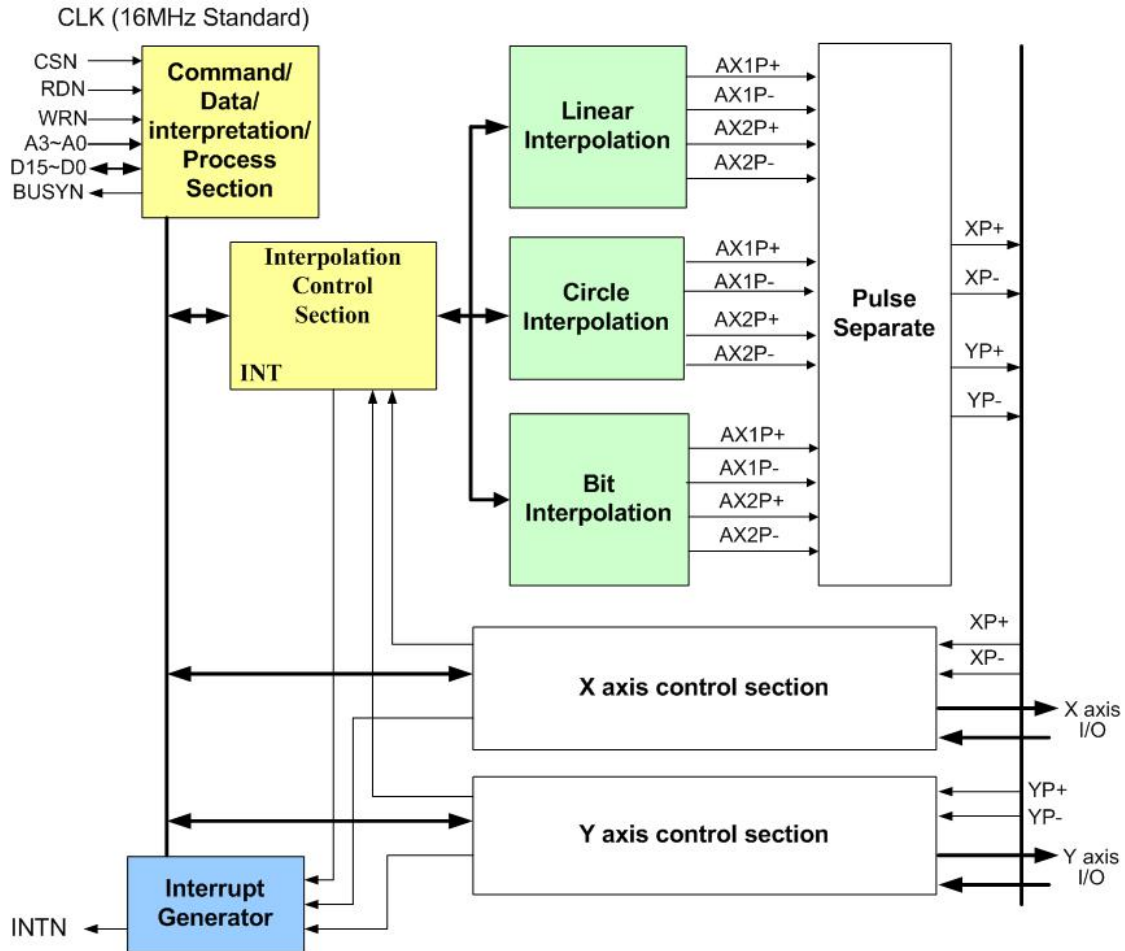 CLK (16MHz Standard)
CSN
RDN
WRN
A3~A0
D15~D0
BUSYN
Command/
Data/
interpretation/
Process
Section
Interpolation
Control
Section
INT
Linear
Interpolation
AX1P+
AX1P-
AX2P+
AX2P-
Circle
Interpolation
AX1P+
AX1P-
AX2P+
AX2P-
Bit
Interpolation
AX1P+
AX1P-
AX2P+
AX2P-
Pulse
Separate
XP+
XP-
YP+
YP-
X axis control section
XP+
XP-
X axis
I/O
Y axis control section
YP+
YP-
Y axis
I/O
Interrupt
Generator
INTN